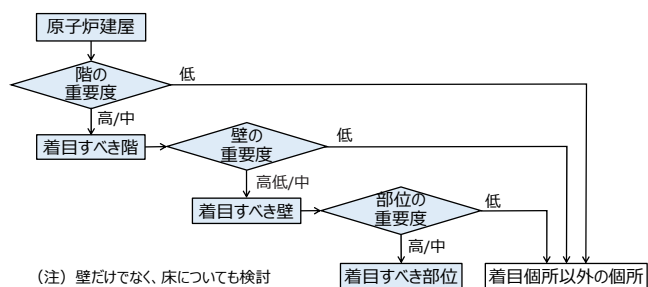 原子炉建屋
階の
重要度
低
高/中
着目すべき階
壁の
重要度
低
高低/中
着目すべき壁
部位の
重要度
低
高/中
(注) 壁だけでなく、床についても検討
着目すべき部位
着目個所以外の個所